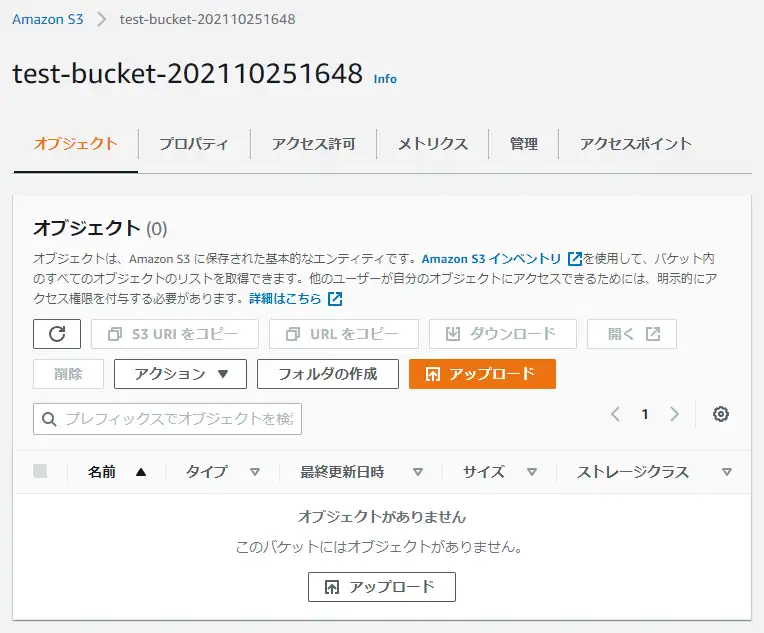 Amazon S3 > test-bucket-202110251648
test-bucket-202110251648 Info
オブジェクト プロパティ アクセス許可 メトリクス 管理 アクセスポイント
オブジェクト (0)
オブジェクトは、Amazon S3 に保存された基本的なエンティティです。Amazon S3 インベントリ を使用して、バケット内
のすべてのオブジェクトのリストを取得できます。他のユーザーが自分のオブジェクトにアクセスできるためには、明示的にア
クセス権限を付与する必要があります。詳細はこちら
S3 URI をコピー URL をコピー ダウンロード 開く
削除 アクション フォルダの作成 アップロード
プレフィックスでオブジェクトを検索 1
名前 タイプ 最終更新日時 サイズ ストレージクラス
オブジェクトがありません
このバケットにはオブジェクトがありません。
アップロード